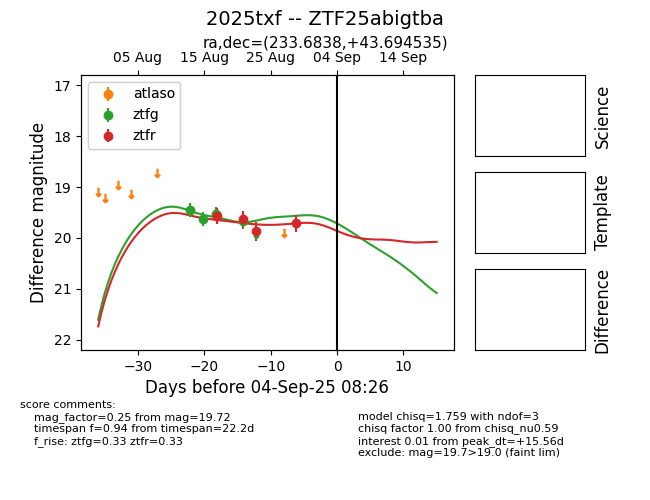 2025txf -- ZTF25abigtba
ra,dec=(233.6838,+43.694535)
05 Aug 15 Aug 25 Aug 04 Sep 14 Sep
atlaso
ztfg
ztfr
17
18
19
20
21
22
Difference magnitude
−30 −20 −10 0 10
Days before 04-Sep-25 08:26
Science
Template
Difference
score comments:
mag_factor=0.25 from mag=19.72
timespan f=0.94 from timespan=22.2d
f_rise: ztfg=0.33 ztfr=0.33
model chisq=1.759 with ndof=3
chisq factor 1.00 from chisq_nu0.59
interest 0.01 from peak_dt=+15.56d
exclude: mag=19.7>19.0 (faint lim)